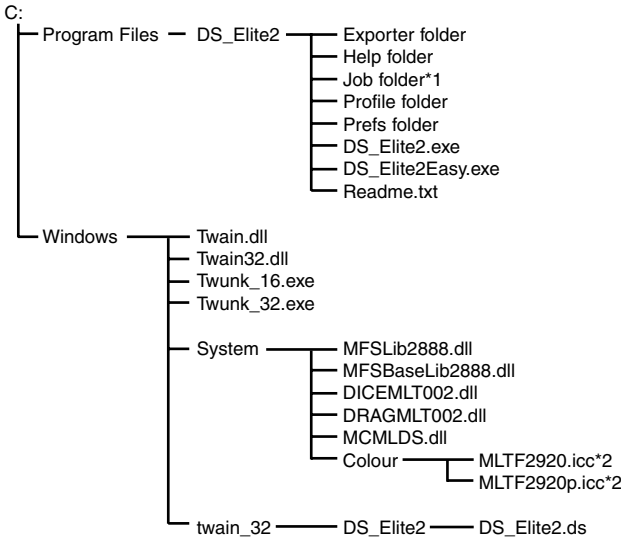 C:
Program Files
DS_Elite2
Exporter folder
Help folder
Job folder*1
Profile folder
Prefs folder
DS_Elite2.exe
DS_Elite2Easy.exe
Readme.txt
Windows
Twain.dll
Twain32.dll
Twunk_16.exe
Twunk_32.exe
System
MFSLib2888.dll
MFSBaseLib2888.dll
DICEMLT002.dll
DRAGMLT002.dll
MCMLDS.dll
Colour
MLTF2920.icc*2
MLTF2920p.icc*2
twain_32
DS_Elite2
DS_Elite2.ds